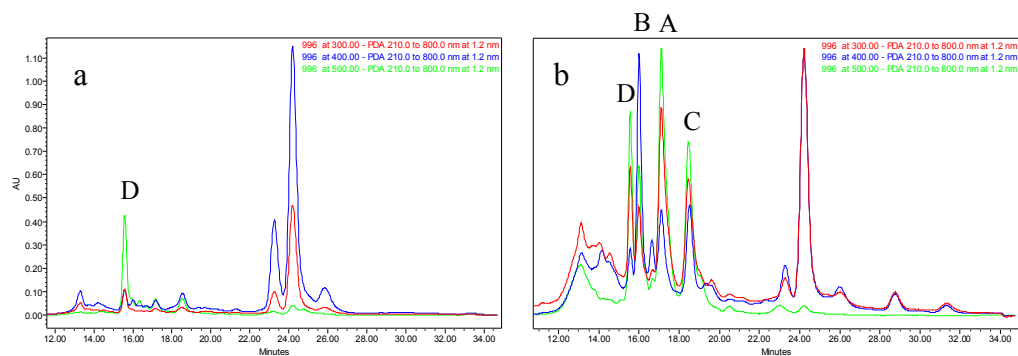 B A
996 at 300.00 - PDA 210.0 to 800.0 nm at 1.2 nm
996 at 400.00 - PDA 210.0 to 800.0 nm at 1.2 nm
996 at 500.00 - PDA 210.0 to 800.0 nm at 1.2 nm
a
D
1.10
1.00
0.90
0.80
0.70
0.60
0.50
0.40
0.30
0.20
0.10
0.00
AU
12.00 14.00 16.00 18.00 20.00 22.00 24.00 26.00 28.00 30.00 32.00 34.00
Minutes
996 at 300.00 - PDA 210.0 to 800.0 nm at 1.2 nm
996 at 400.00 - PDA 210.0 to 800.0 nm at 1.2 nm
996 at 500.00 - PDA 210.0 to 800.0 nm at 1.2 nm
b
D
C
12.00 14.00 16.00 18.00 20.00 22.00 24.00 26.00 28.00 30.00 32.00 34.00
Minutes